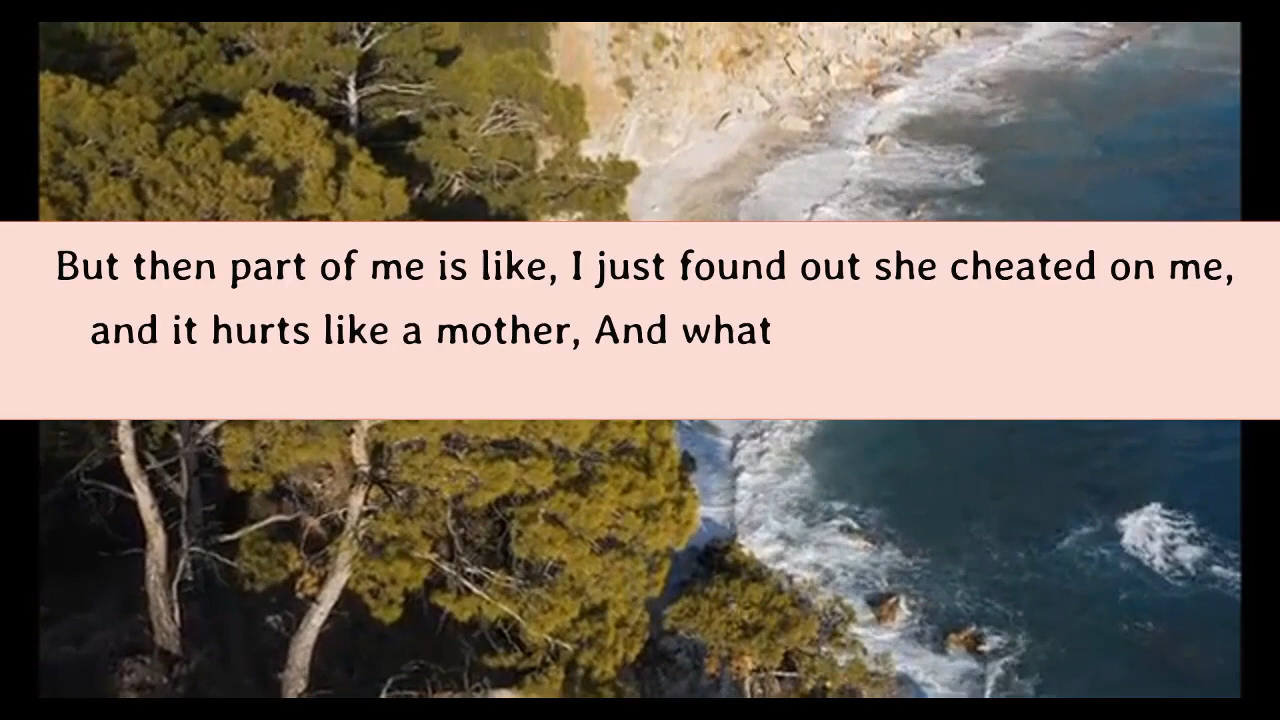 But then part of me is like, I just found out she cheated on me,
and it hurts like a mother, And what